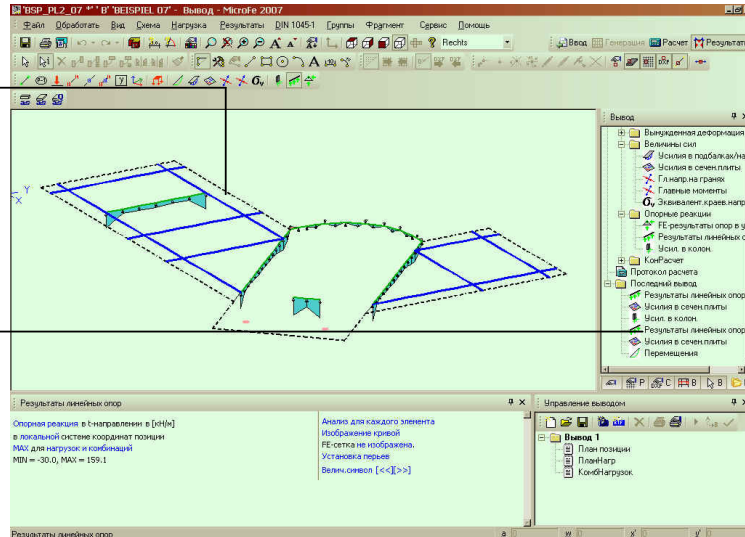 'BSP_PL2_07 *' ' B' 'BEISPIEL 07' - Вывод - MicroFe 2007
Файл Обработать Вид Схема Нагрузка Результаты DIN 1045-1 Группы Фрагмент Сервис Помощь
Rechts Ввод Генерация Расчет Результаты
Y
X
Вывод
Вынужденная деформация
Величины сил
Усилия в подбалках/на
Усилия в сечен.плиты
Гл.напр.на гранях
Главные моменты
σv Эквивалент.краев.напр
Опорные реакции
FE-результаты опор в у
Результаты линейных о
Усил. в колон.
КонРасчет
Протокол расчета
Последний вывод
Результаты линейных опор
Усилия в сечен.плиты
Усил. в колон.
Результаты линейных опор
Усилия в сечен.плиты
Перемещения
Р С В В
Результаты линейных опор
Опорная реакция в t-направлении в [кН/м]
в локальной системе координат позиции
MAX для нагрузок и комбинаций
MIN = -30.0, MAX = 159.1
Анализ для каждого элемента
Изображение кривой
FE-сетка не изображена.
Установка перьев
Велич.символ [<<][>>]
Управление выводом
Вывод 1
План позиции
ПланНагр
КомбНагрузок
Результаты линейных опор
a 0 w 0 x' 0 y' 0